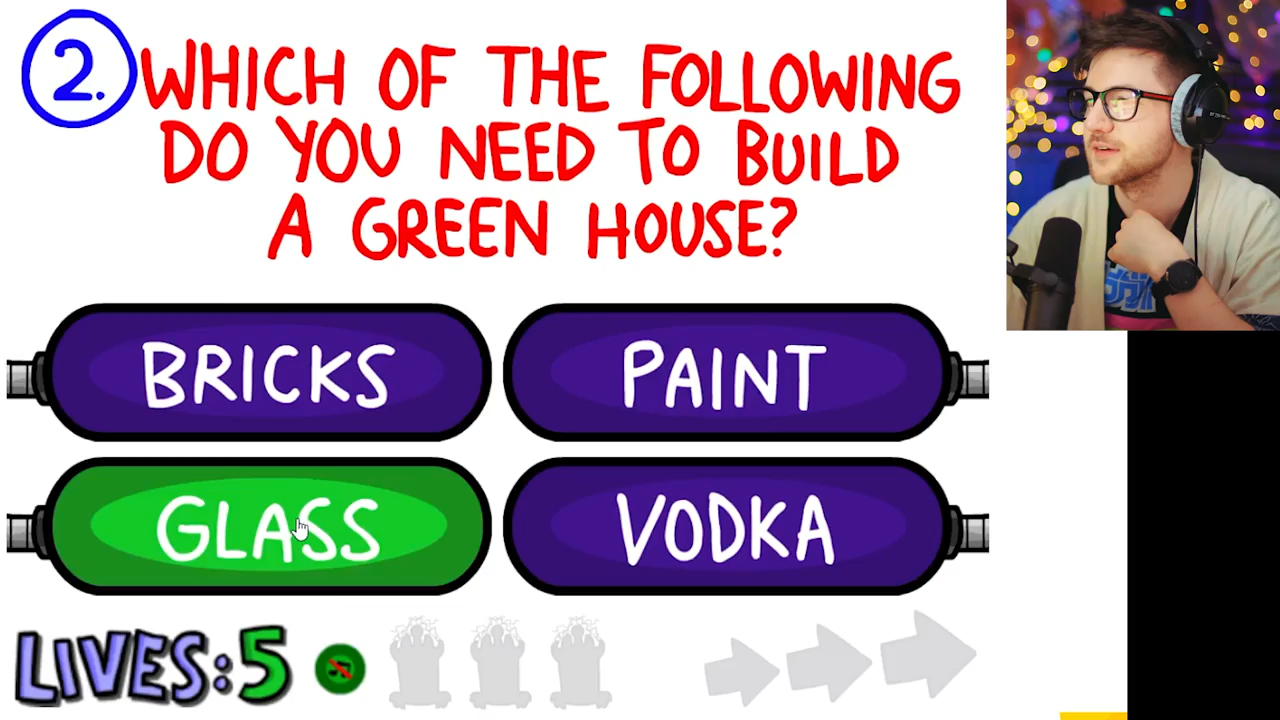 2. WHICH OF THE FOLLOWING
DO YOU NEED TO BUILD
A GREEN HOUSE?
BRICKS
PAINT
GLASS
VODKA
LIVES:5